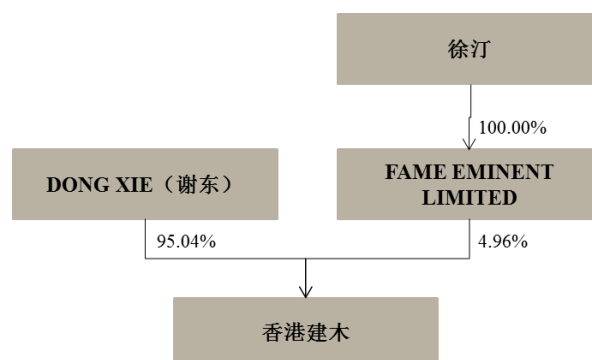 徐汀
100.00%
DONG XIE（谢东）
FAME EMINENT
LIMITED
95.04%
4.96%
香港建木